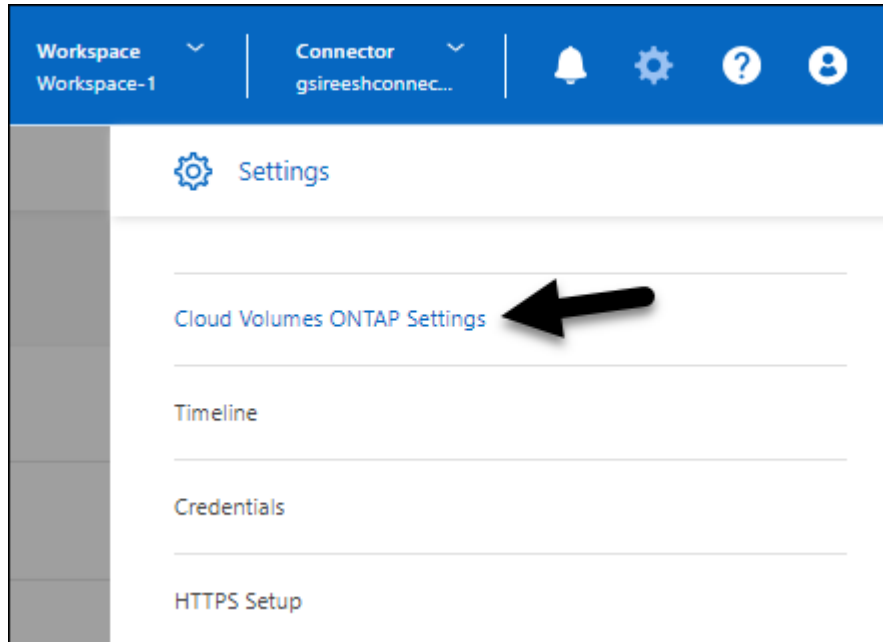 Workspace
Workspace-1
Connector
gsireeshconnec...
Settings
Cloud Volumes ONTAP Settings
Timeline
Credentials
HTTPS Setup